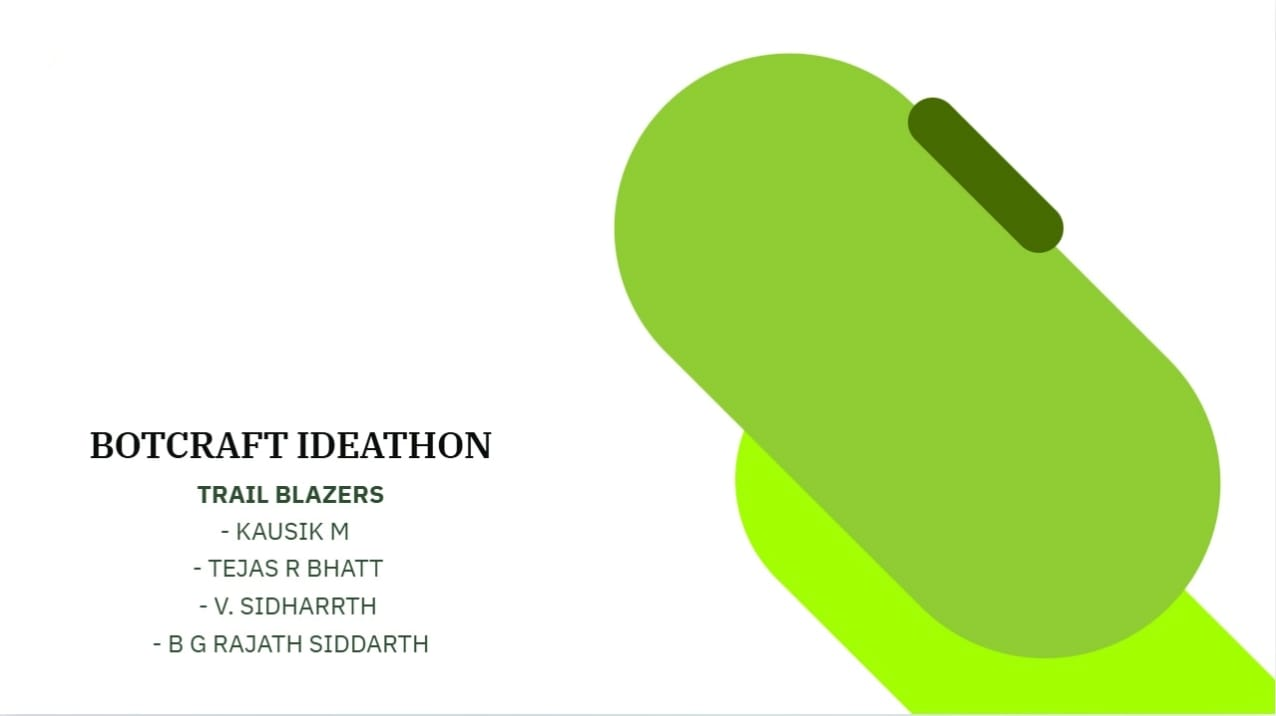 BOTCRAFT IDEATHON
TRAIL BLAZERS
- KAUSIK M
- TEJAS R BHATT
- V. SIDHARRTH
- B G RAJATH SIDDARTH